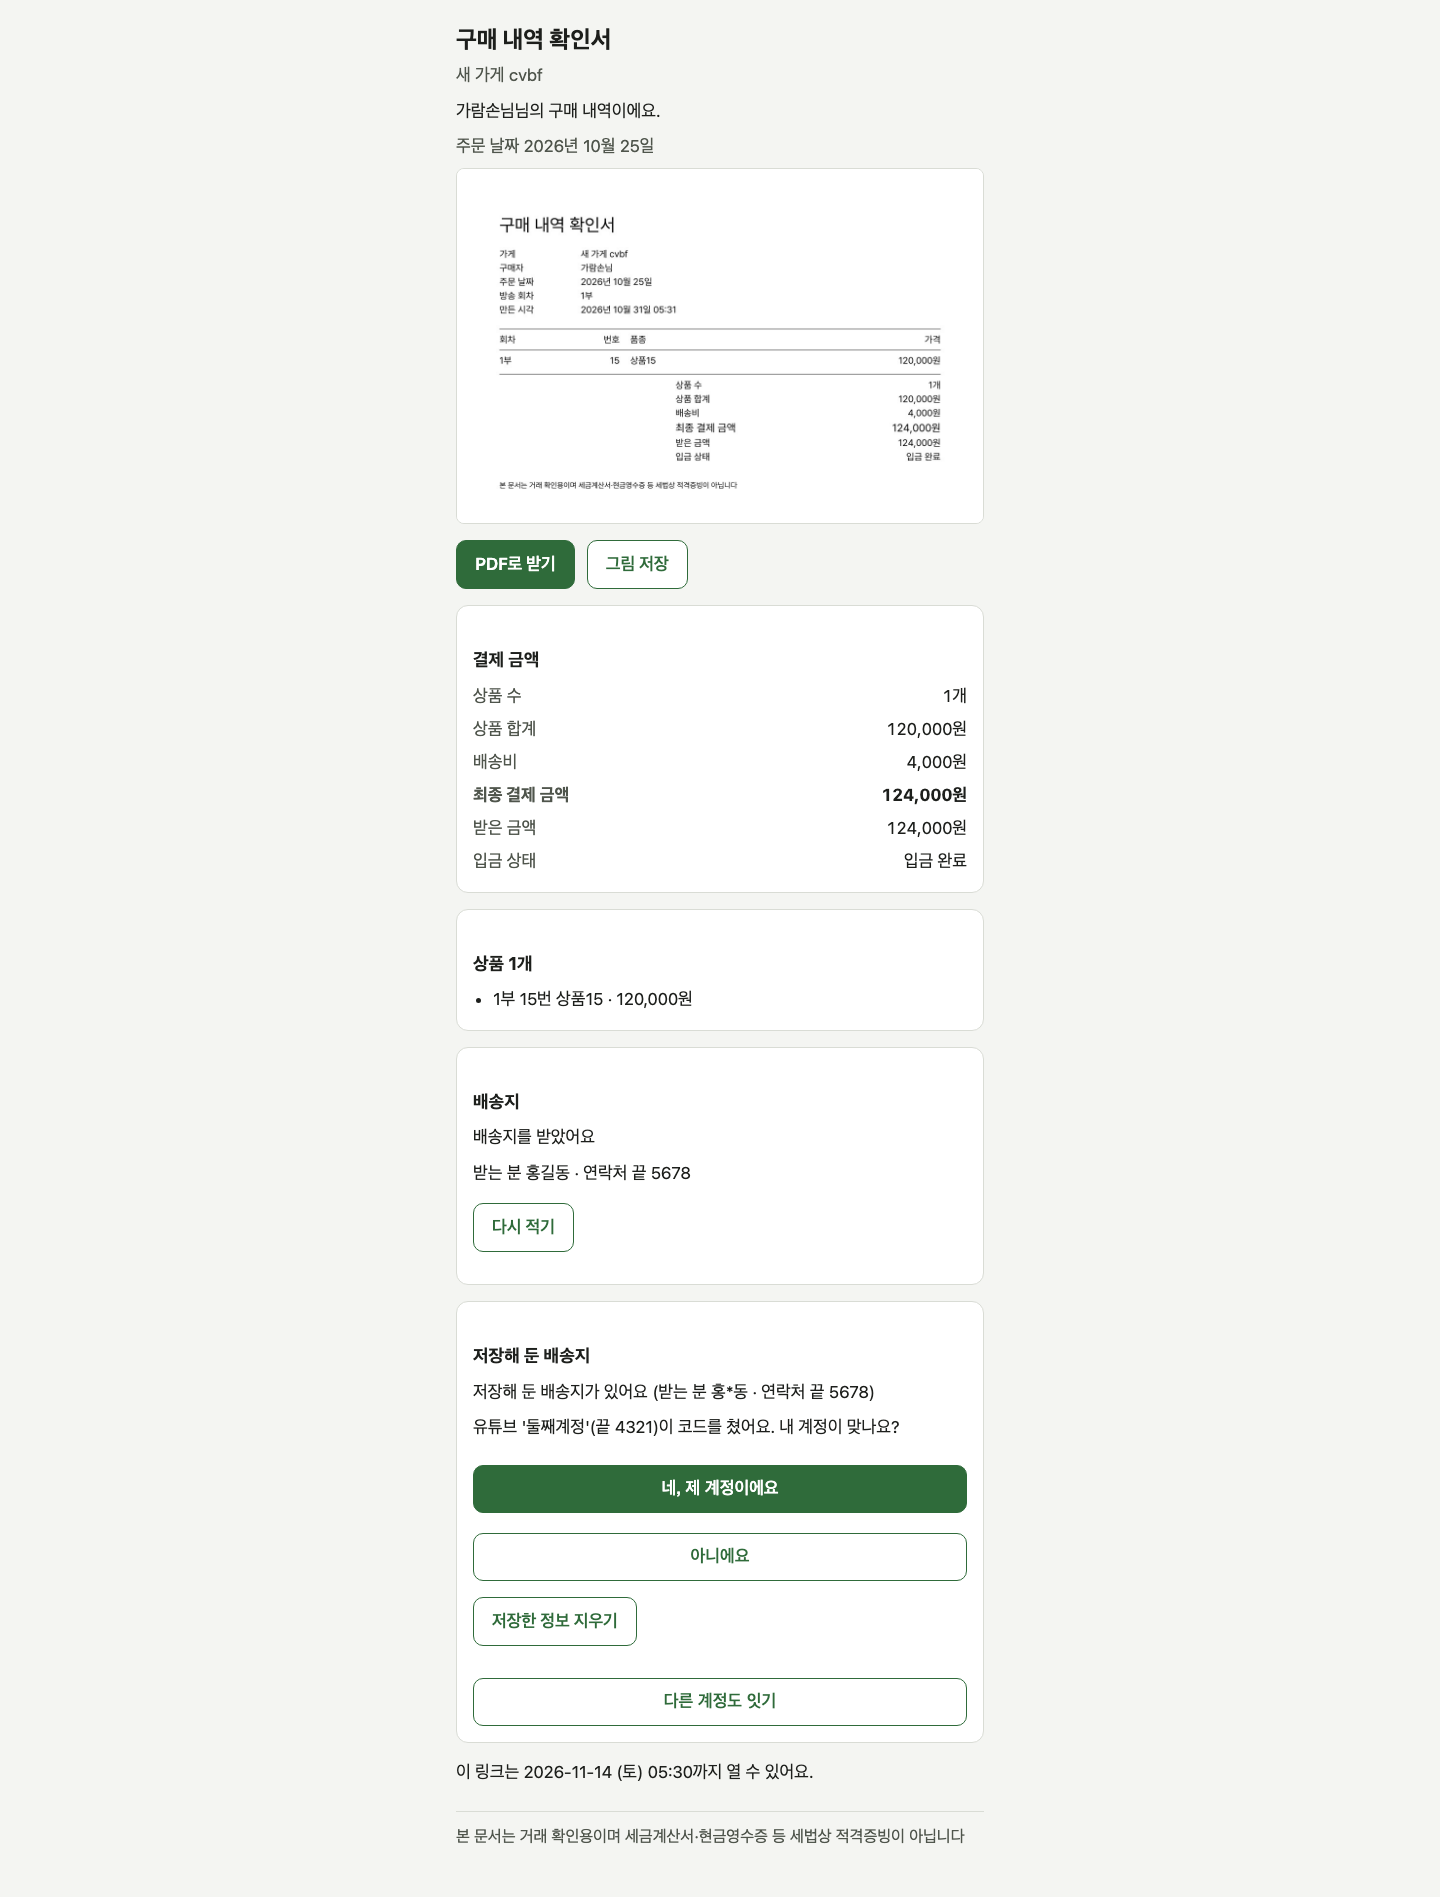 구매 내역 확인서
새 가게 cvbf
가람손님님의 구매 내역이에요.
주문 날짜 2026년 10월 25일
구매 내역 확인서
가게 새 가게 cvbf
구매자 가람손님
주문 날짜 2026년 10월 25일
방송 회차 1부
만든 시각 2026년 10월 31일 05:31
회차 번호 품종 가격
1부 15 상품15 120,000원
상품 수 1개
상품 합계 120,000원
배송비 4,000원
최종 결제 금액 124,000원
받은 금액 124,000원
입금 상태 입금 완료
본 문서는 거래 확인용이며 세금계산서·현금영수증 등 세법상 적격증빙이 아닙니다
PDF로 받기 그림 저장
결제 금액
상품 수 1개
상품 합계 120,000원
배송비 4,000원
최종 결제 금액 124,000원
받은 금액 124,000원
입금 상태 입금 완료
상품 1개
• 1부 15번 상품15 · 120,000원
배송지
배송지를 받았어요
받는 분 홍길동 · 연락처 끝 5678
다시 적기
저장해 둔 배송지
저장해 둔 배송지가 있어요 (받는 분 홍*동 · 연락처 끝 5678)
유튜브 '둘째계정'(끝 4321)이 코드를 쳤어요. 내 계정이 맞나요?
네, 제 계정이에요
아니에요
저장한 정보 지우기
다른 계정도 잇기
이 링크는 2026-11-14 (토) 05:30까지 열 수 있어요.
본 문서는 거래 확인용이며 세금계산서·현금영수증 등 세법상 적격증빙이 아닙니다